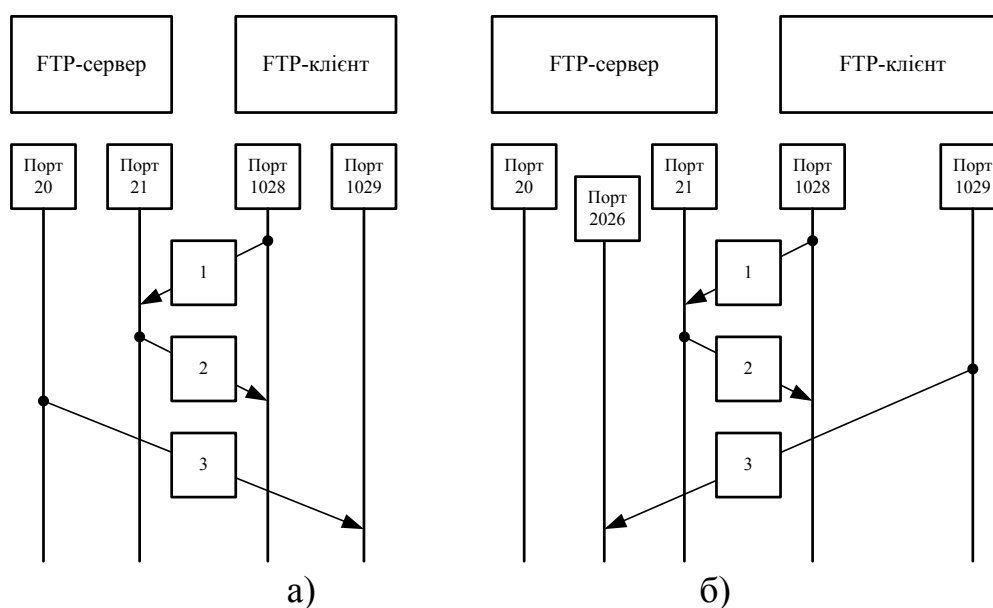 FTP-сервер
FTP-клієнт
Порт
20
Порт
21
Порт
1028
Порт
1029
1
2
3
а)
FTP-сервер
FTP-клієнт
Порт
20
Порт
2026
Порт
21
Порт
1028
Порт
1029
1
2
3
б)